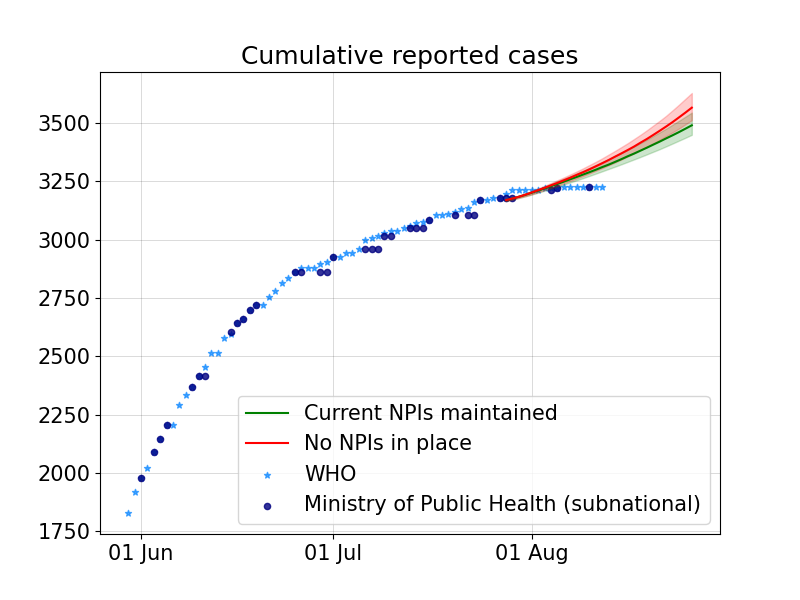 Cumulative reported cases
3500
3250
3000
2750
2500
2250
2000
1750
Current NPIs maintained
No NPIs in place
WHO
Ministry of Public Health (subnational)
01 Jun 01 Jul 01 Aug